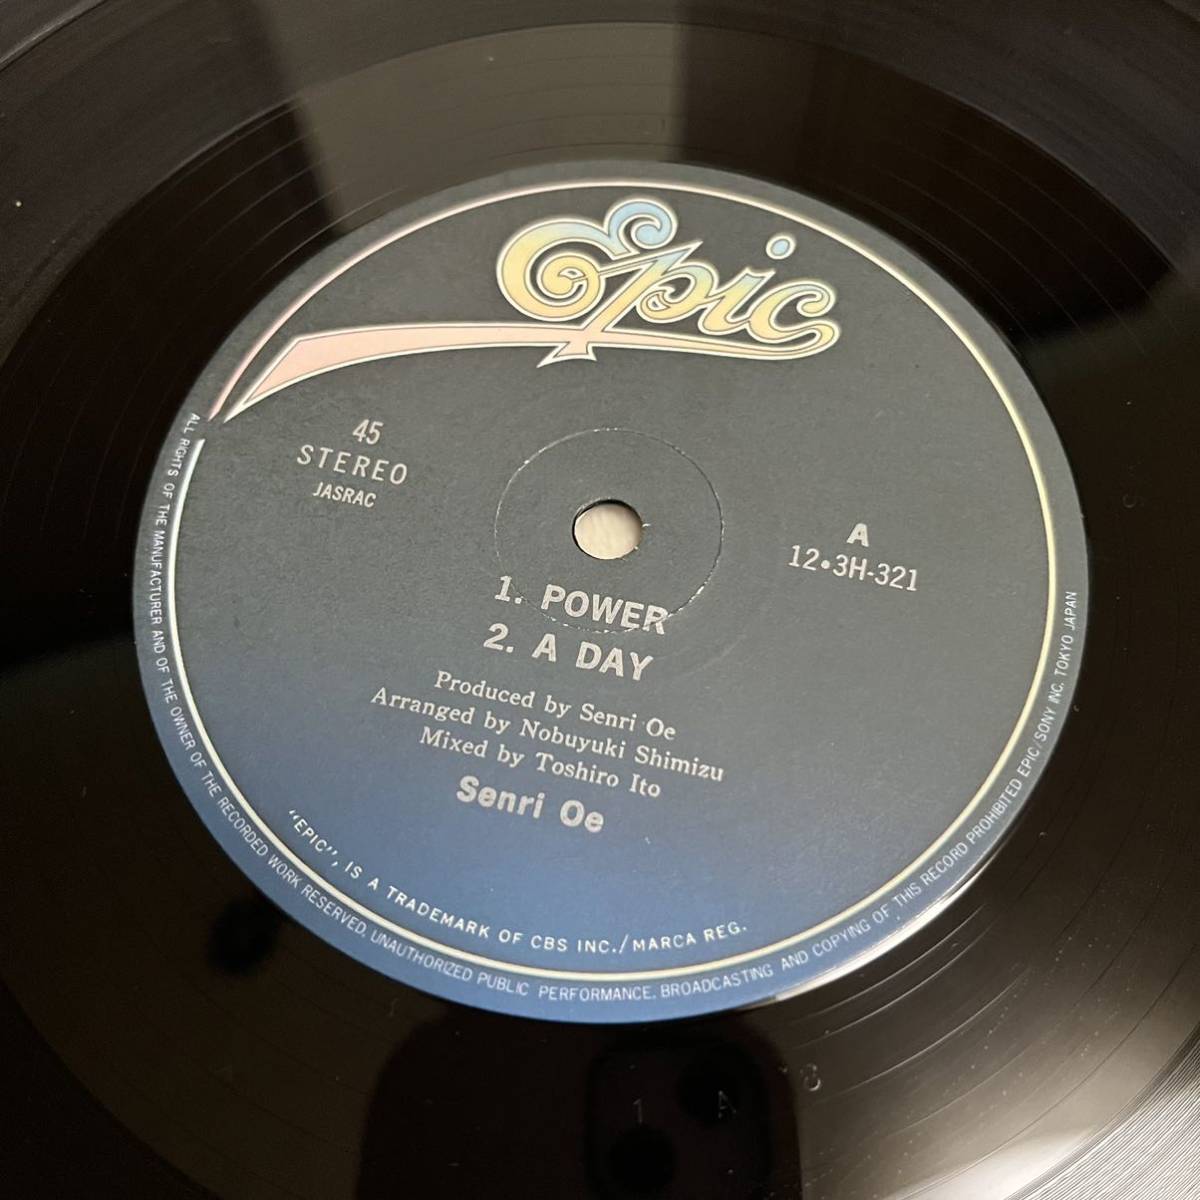 Epic
45
STEREO
JASRAC
A
12•3H-321
1. POWER
2. A DAY
Produced by Senri Oe
Arranged by Nobuyuki Shimizu
Mixed by Toshiro Ito
Senri Oe
"EPIC", IS A TRADEMARK OF CBS INC./MARCA REG.
ALL RIGHTS OF THE MANUFACTURER AND OF THE OWNER OF THE RECORDED WORK RESERVED. UNAUTHORIZED PUBLIC PERFORMANCE. BROADCASTING AND COPYING OF THIS RECORD PROHIBITED EPIC/SONY INC. TOKYO JAPAN
1 A 8